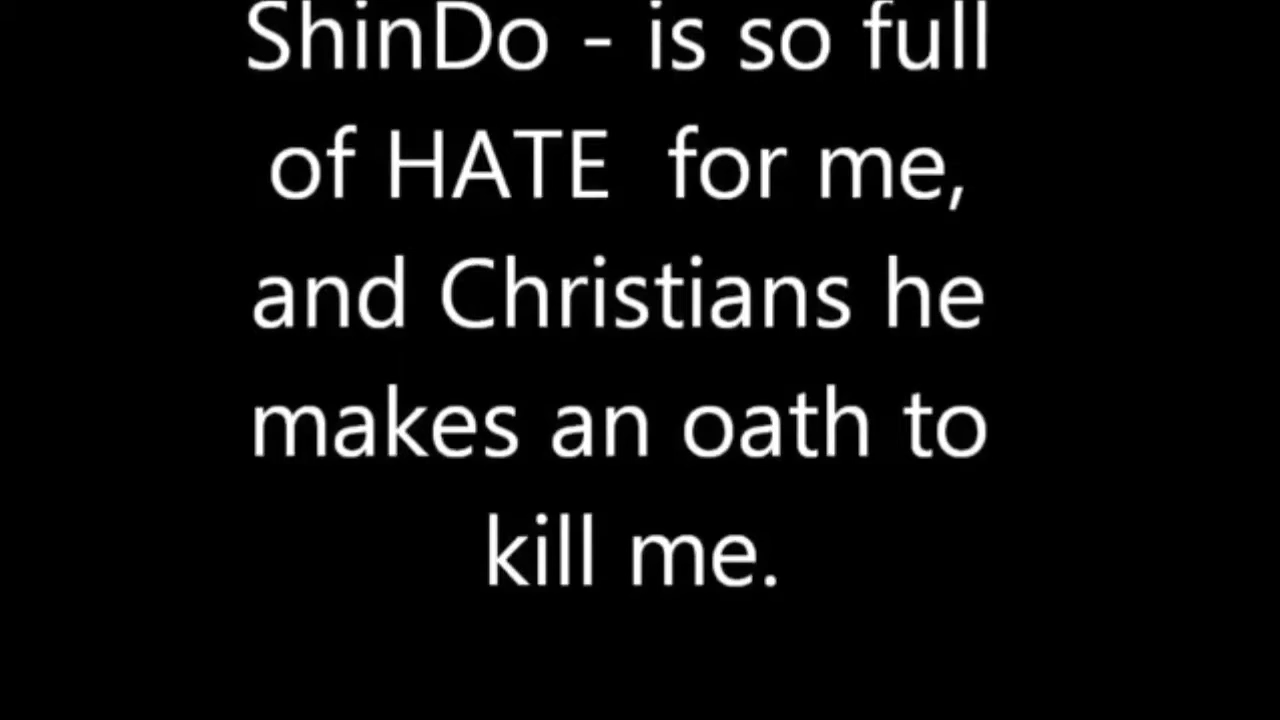 ShinDo - is so full
of HATE  for me,
and Christians he
makes an oath to
kill me.